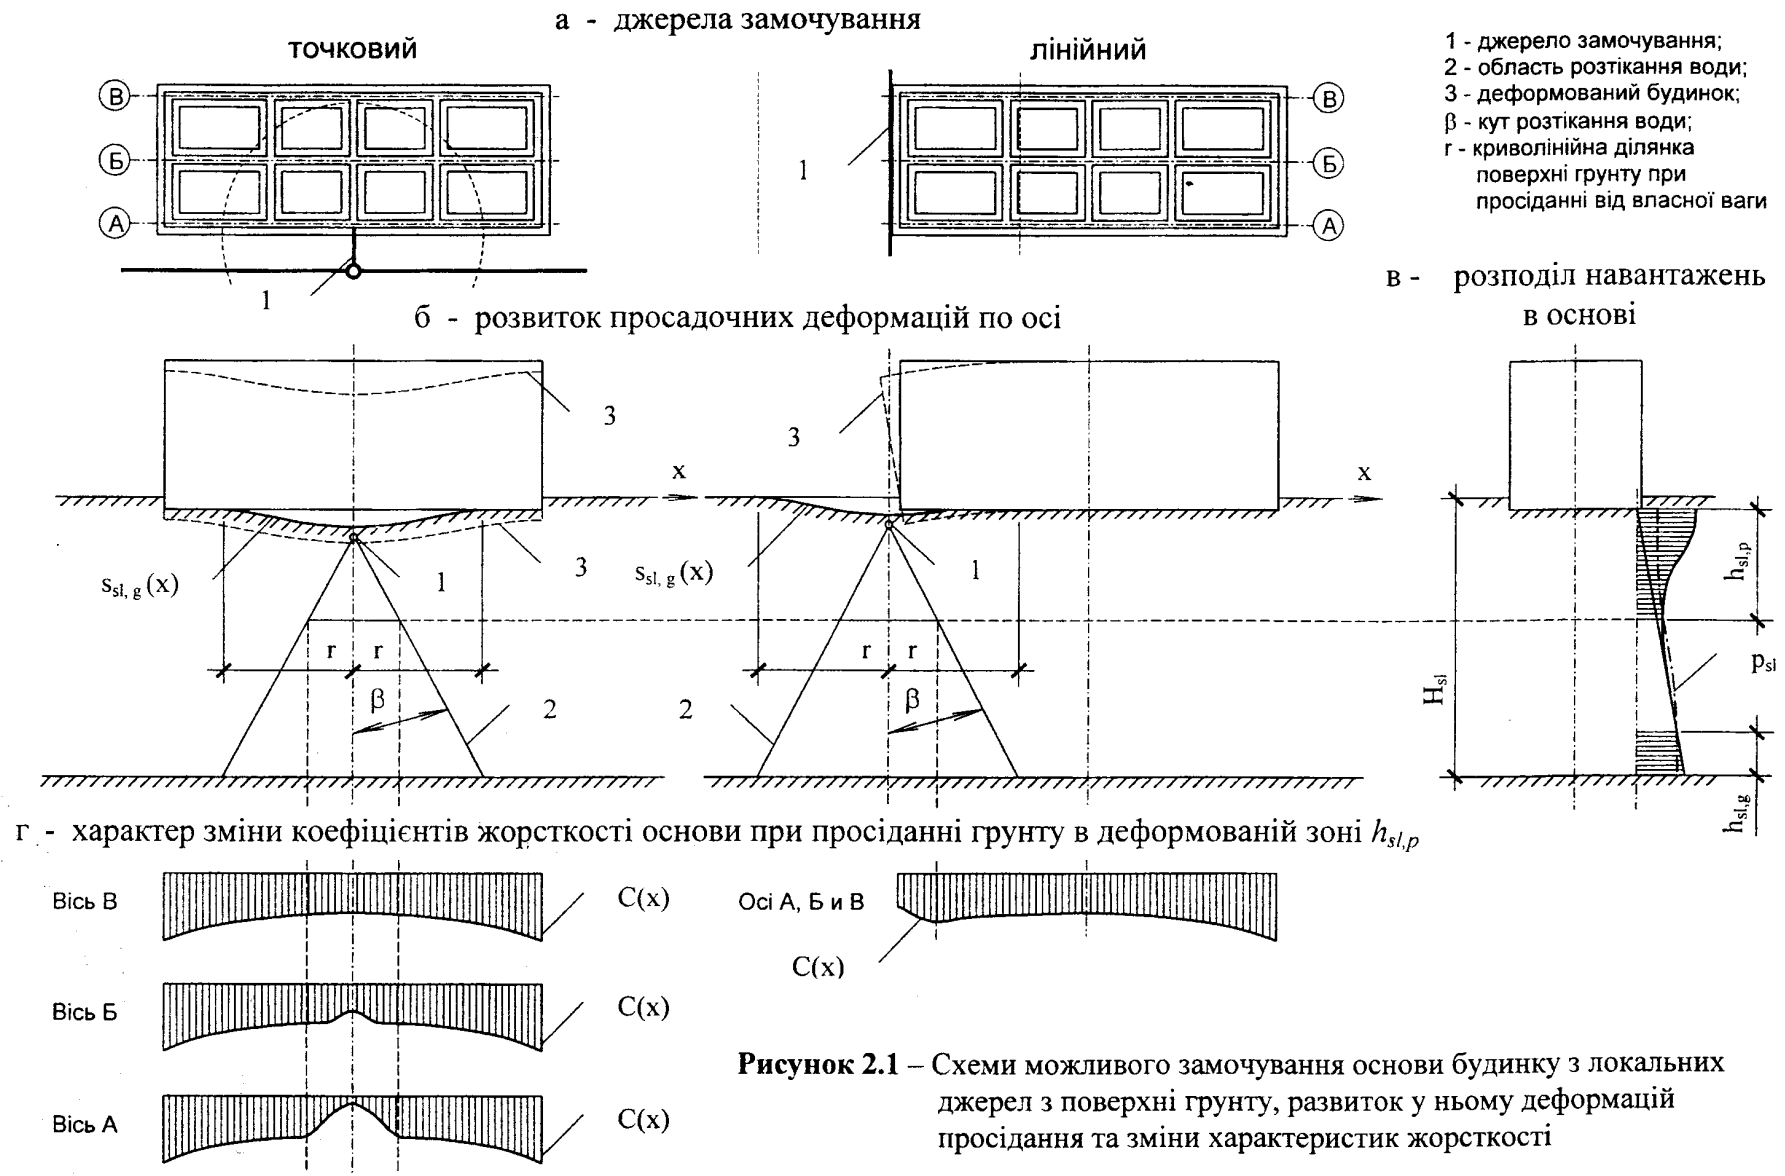 а - джерела замочування
точковий
лінійний
1 - джерело замочування;
2 - область розтікання води;
3 - деформований будинок;
β - кут розтікання води;
r - криволінійна ділянка
поверхні грунту при
просіданні від власної ваги
В
Б
А
1
1
В
Б
А
б - розвиток просадочних деформацій по осі
в - розподіл навантажень
в основі
3
x
s_sl, g (x)
1
3
r r
β
2
3
x
s_sl, g (x)
1
r r
β
2
H_sl
h_sl,p
p_sl
h_sl,g
г - характер зміни коефіцієнтів жорсткості основи при просіданні грунту в деформованій зоні h_sl,p
Вісь В
C(x)
Осі А, Б и В
C(x)
Вісь Б
C(x)
Вісь А
C(x)
Рисунок 2.1 – Схеми можливого замочування основи будинку з локальних
джерел з поверхні грунту, развиток у ньому деформацій
просідання та зміни характеристик жорсткості